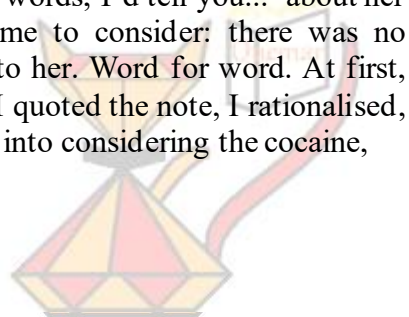 words, I'd tell you..." about her
me to consider: there was no
to her. Word for word. At first,
I quoted the note, I rationalised,
into considering the cocaine,